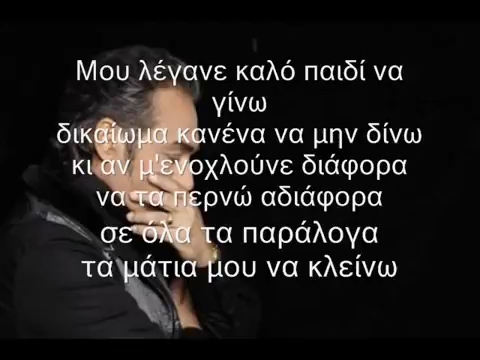 Μου λέγανε καλό παιδί να
γίνω
δικαίωμα κανένα να μην δίνω
κι αν μ'ενοχλούνε διάφορα
να τα περνώ αδιάφορα
σε όλα τα παράλογα
τα μάτια μου να κλείνω